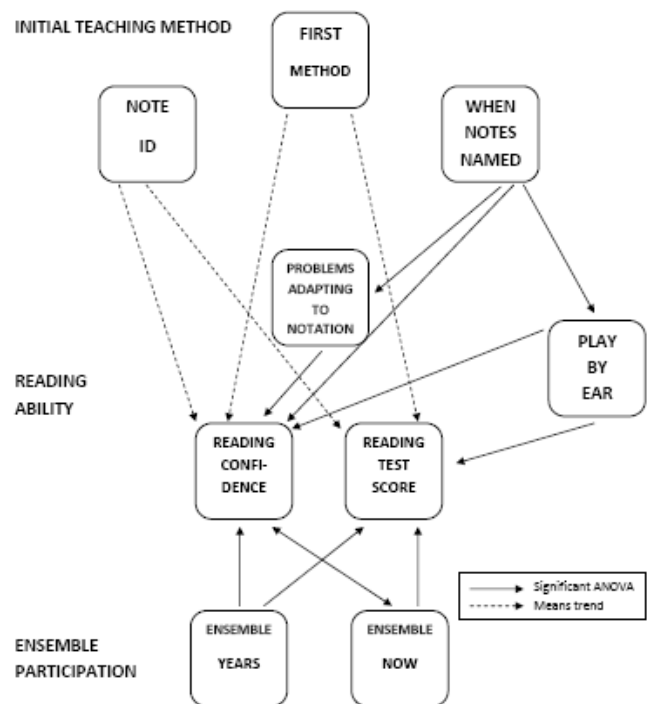 INITIAL TEACHING METHOD
FIRST
METHOD
NOTE
ID
WHEN
NOTES
NAMED
PROBLEMS
ADAPTING
TO
NOTATION
PLAY
BY
EAR
READING
ABILITY
READING
CONFI-
DENCE
READING
TEST
SCORE
Significant ANOVA
Means trend
ENSEMBLE
PARTICIPATION
ENSEMBLE
YEARS
ENSEMBLE
NOW